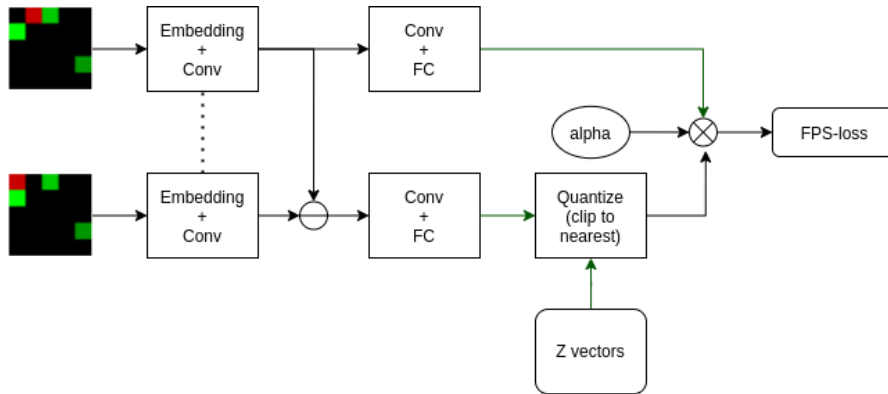 Embedding
+
Conv
Conv
+
FC
alpha
FPS-loss
Embedding
+
Conv
Conv
+
FC
Quantize
(clip to
nearest)
Z vectors